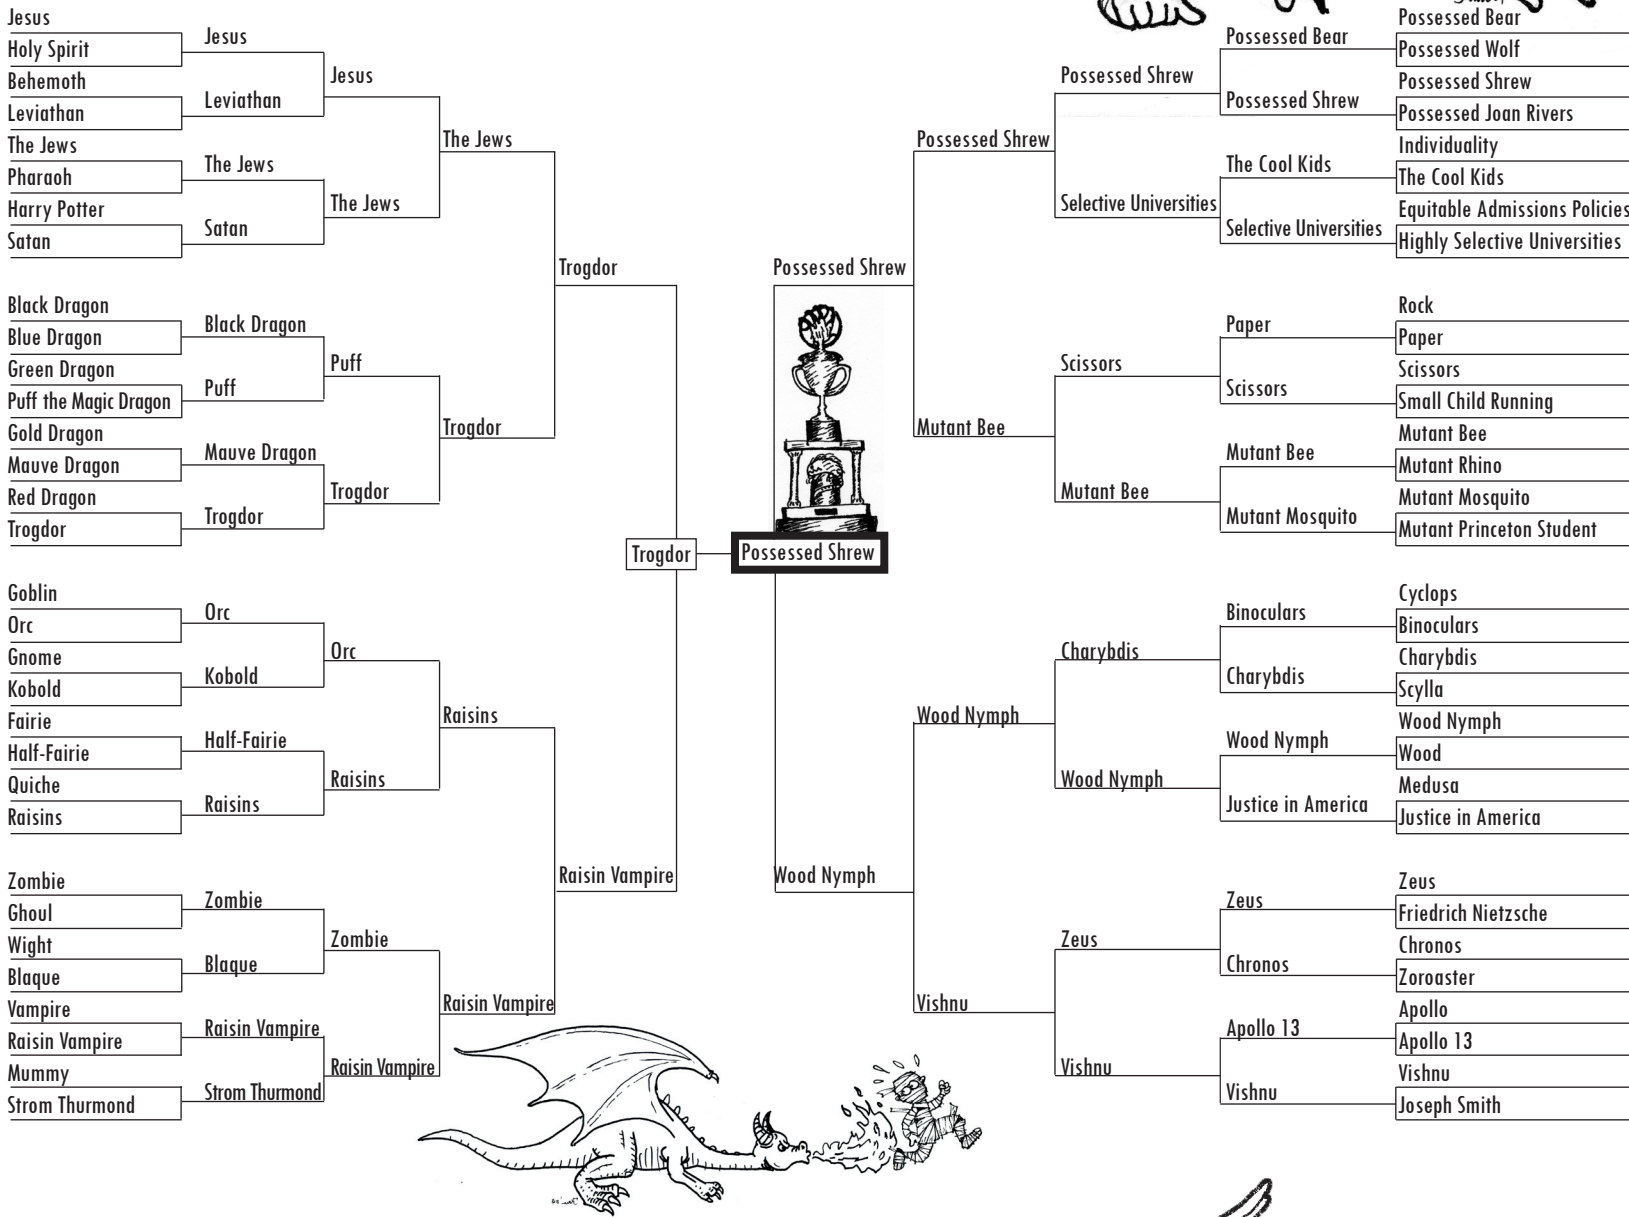 Jesus
Holy Spirit
Behemoth
Leviathan
The Jews
Pharaoh
Harry Potter
Satan
Black Dragon
Blue Dragon
Green Dragon
Puff the Magic Dragon
Gold Dragon
Mauve Dragon
Red Dragon
Trogdor
Goblin
Orc
Gnome
Kobold
Fairie
Half-Fairie
Quiche
Raisins
Zombie
Ghoul
Wight
Blaque
Vampire
Raisin Vampire
Mummy
Strom Thurmond
Jesus
Leviathan
The Jews
Satan
Black Dragon
Puff
Mauve Dragon
Trogdor
Orc
Kobold
Half-Fairie
Raisins
Zombie
Blaque
Raisin Vampire
Strom Thurmond
Jesus
The Jews
Puff
Trogdor
Orc
Raisins
Zombie
Raisin Vampire
The Jews
Trogdor
Raisins
Raisin Vampire
Trogdor
Raisin Vampire
Trogdor
Possessed Shrew
Possessed Shrew
Wood Nymph
Possessed Shrew
Mutant Bee
Wood Nymph
Vishnu
Possessed Shrew
Selective Universities
Scissors
Mutant Bee
Charybdis
Wood Nymph
Zeus
Vishnu
Possessed Bear
Possessed Shrew
The Cool Kids
Selective Universities
Paper
Scissors
Mutant Bee
Mutant Mosquito
Binoculars
Charybdis
Wood Nymph
Justice in America
Zeus
Chronos
Apollo 13
Vishnu
Possessed Bear
Possessed Wolf
Possessed Shrew
Possessed Joan Rivers
Individuality
The Cool Kids
Equitable Admissions Policies
Highly Selective Universities
Rock
Paper
Scissors
Small Child Running
Mutant Bee
Mutant Rhino
Mutant Mosquito
Mutant Princeton Student
Cyclops
Binoculars
Charybdis
Scylla
Wood Nymph
Wood
Medusa
Justice in America
Zeus
Friedrich Nietzsche
Chronos
Zoroaster
Apollo
Apollo 13
Vishnu
Joseph Smith